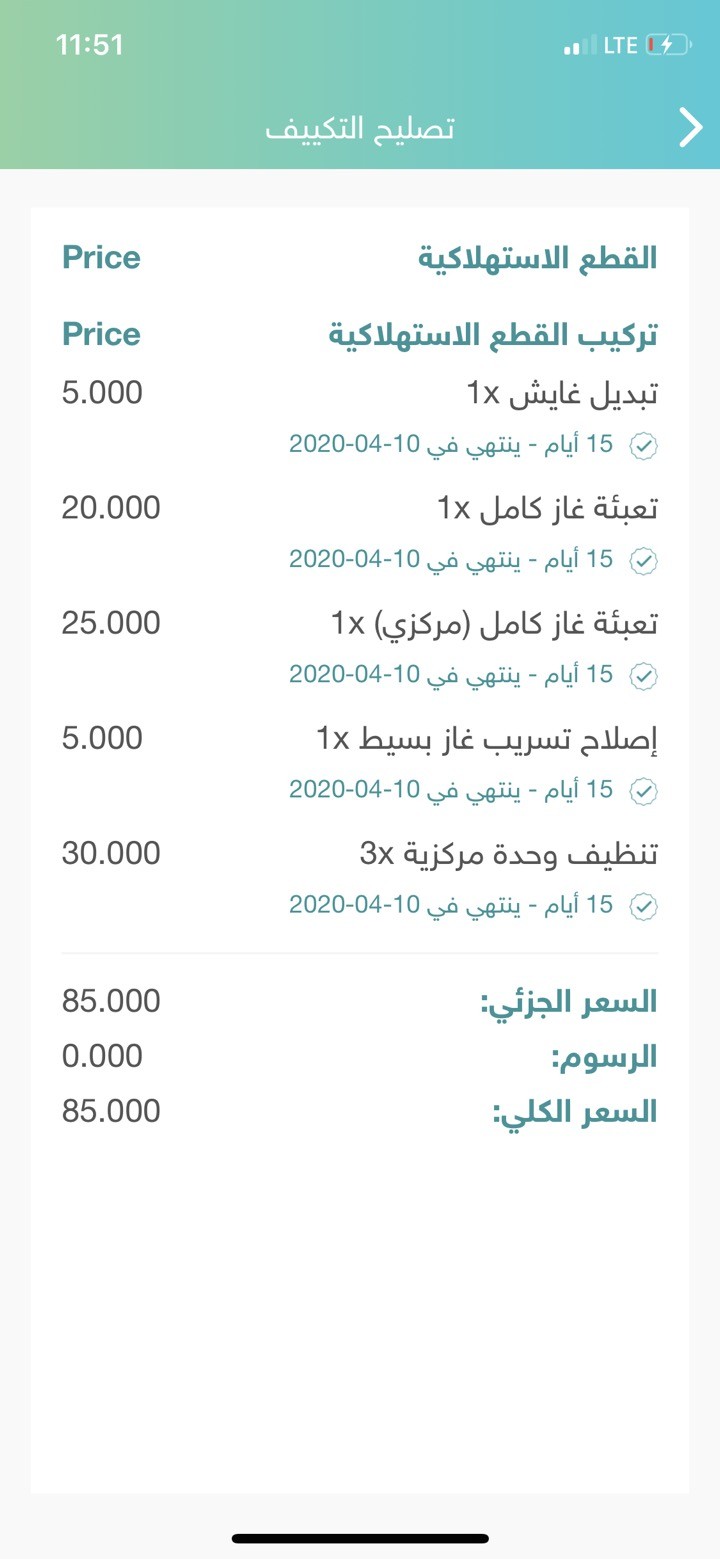 11:51 LTE
تصليح التكييف
القطع الاستهلاكية Price
تركيب القطع الاستهلاكية Price
تبديل غايش 1x 5.000
15 أيام - ينتهي في 10-04-2020
تعبئة غاز كامل 1x 20.000
15 أيام - ينتهي في 10-04-2020
تعبئة غاز كامل (مركزي) 1x 25.000
15 أيام - ينتهي في 10-04-2020
إصلاح تسريب غاز بسيط 1x 5.000
15 أيام - ينتهي في 10-04-2020
تنظيف وحدة مركزية 3x 30.000
15 أيام - ينتهي في 10-04-2020
السعر الجزئي: 85.000
الرسوم: 0.000
السعر الكلي: 85.000